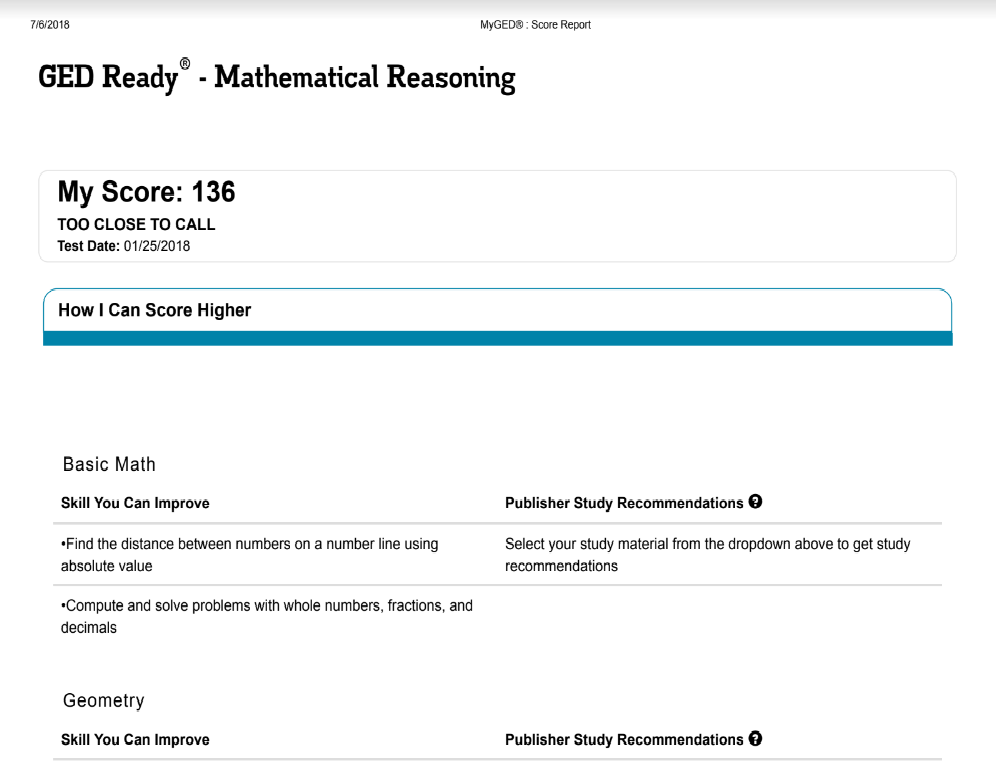 7/6/2018 MyGED® : Score Report
GED Ready® - Mathematical Reasoning
My Score: 136
TOO CLOSE TO CALL
Test Date: 01/25/2018
How I Can Score Higher
Basic Math
Skill You Can Improve Publisher Study Recommendations ?
•Find the distance between numbers on a number line using Select your study material from the dropdown above to get study
absolute value recommendations
•Compute and solve problems with whole numbers, fractions, and
decimals
Geometry
Skill You Can Improve Publisher Study Recommendations ?